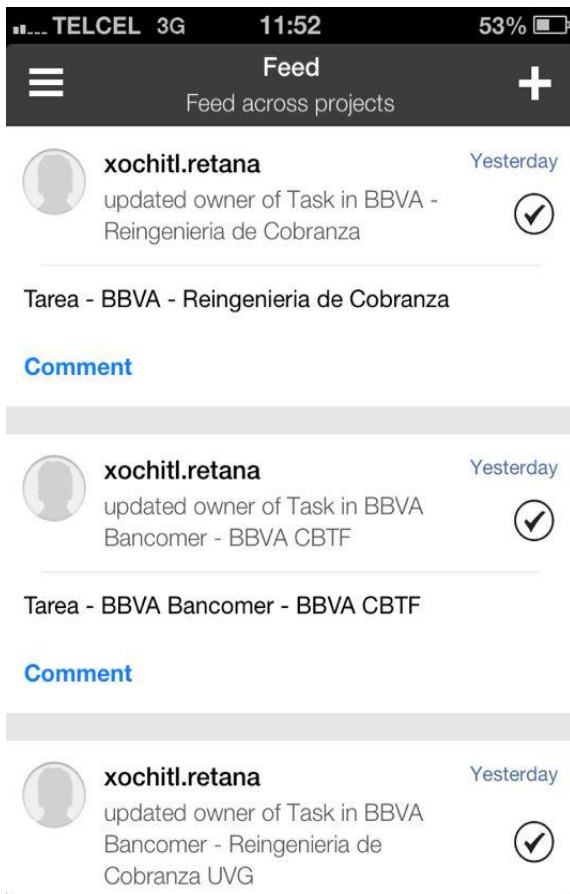 TELCEL 3G 11:52 53%
Feed
Feed across projects
xochitl.retana Yesterday
updated owner of Task in BBVA -
Reingenieria de Cobranza
Tarea - BBVA - Reingenieria de Cobranza
Comment
xochitl.retana Yesterday
updated owner of Task in BBVA
Bancomer - BBVA CBTF
Tarea - BBVA Bancomer - BBVA CBTF
Comment
xochitl.retana Yesterday
updated owner of Task in BBVA
Bancomer - Reingenieria de
Cobranza UVG